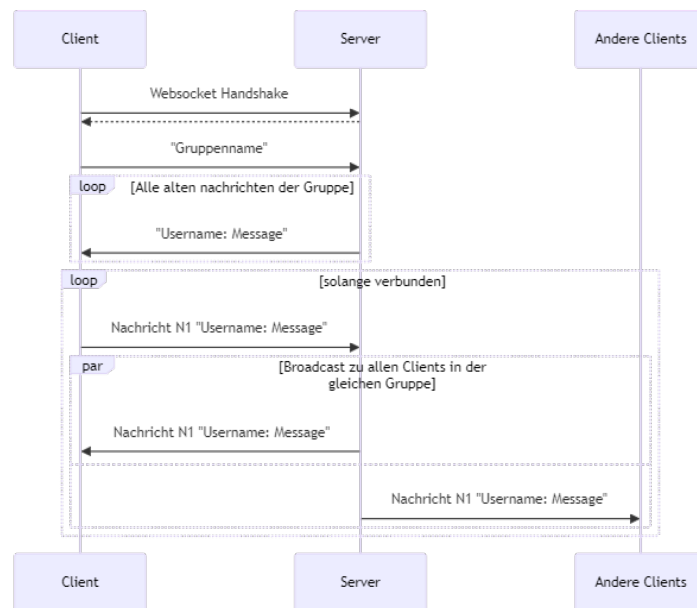 Client
Server
Andere Clients
Websocket Handshake
"Gruppenname"
loop
[Alle alten nachrichten der Gruppe]
"Username: Message"
loop
[solange verbunden]
Nachricht N1 "Username: Message"
par
[Broadcast zu allen Clients in der
gleichen Gruppe]
Nachricht N1 "Username: Message"
Nachricht N1 "Username: Message"
Client
Server
Andere Clients